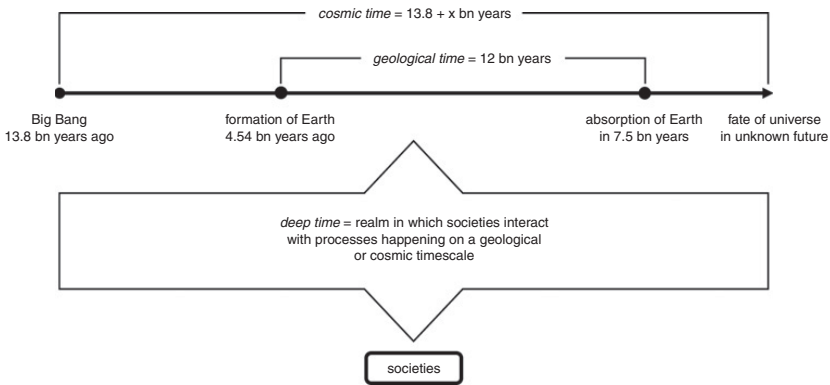 cosmic time = 13.8 + x bn years
geological time = 12 bn years
Big Bang
13.8 bn years ago
formation of Earth
4.54 bn years ago
absorption of Earth
in 7.5 bn years
fate of universe
in unknown future
deep time = realm in which societies interact
with processes happening on a geological
or cosmic timescale
societies